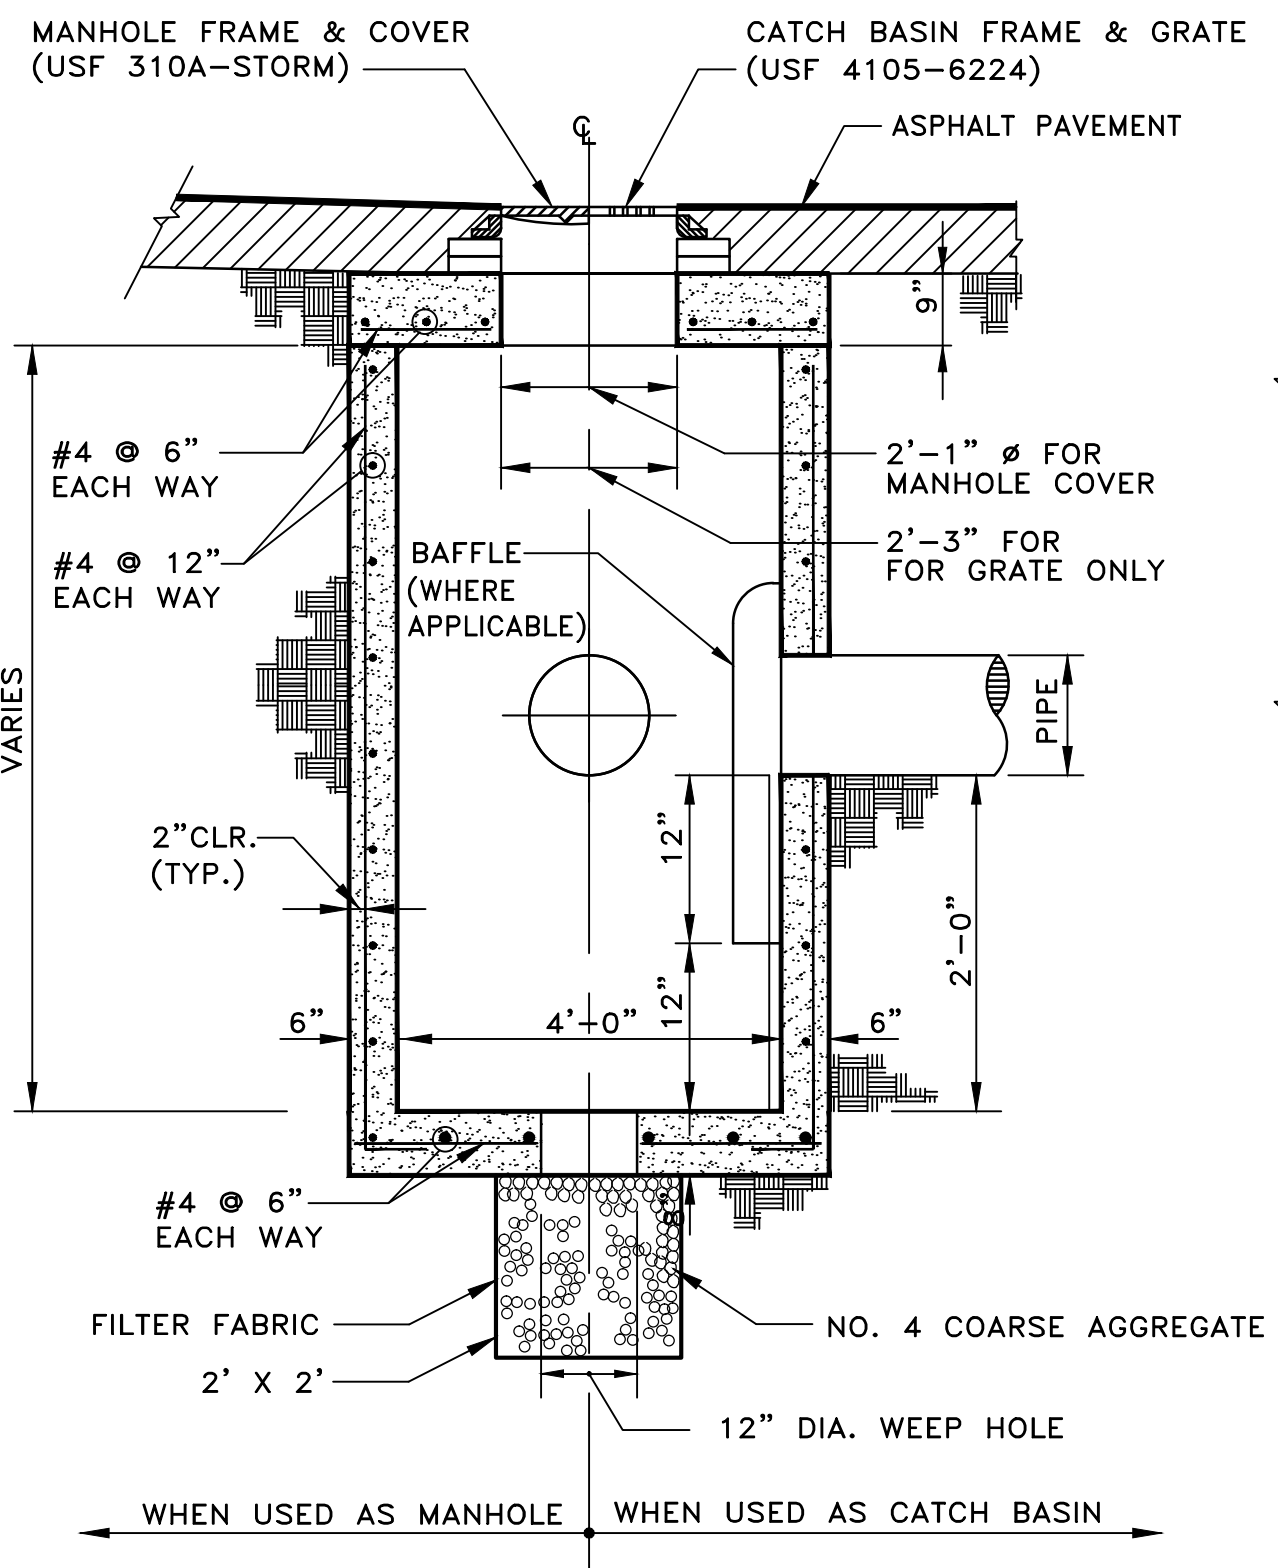 MANHOLE FRAME & COVER
(USF 310A-STORM)
CATCH BASIN FRAME & GRATE
(USF 4105-6224)
℄
ASPHALT PAVEMENT
9"
#4 @ 6"
EACH WAY
2'-1" ø FOR
MANHOLE COVER
#4 @ 12"
EACH WAY
2'-3" FOR
FOR GRATE ONLY
BAFFLE
(WHERE
APPLICABLE)
VARIES
PIPE
2"CLR.
(TYP.)
12"
2'-0"
12"
6"
4'-0"
6"
#4 @ 6"
EACH WAY
8"
FILTER FABRIC
NO. 4 COARSE AGGREGATE
2' X 2'
12" DIA. WEEP HOLE
WHEN USED AS MANHOLE
WHEN USED AS CATCH BASIN